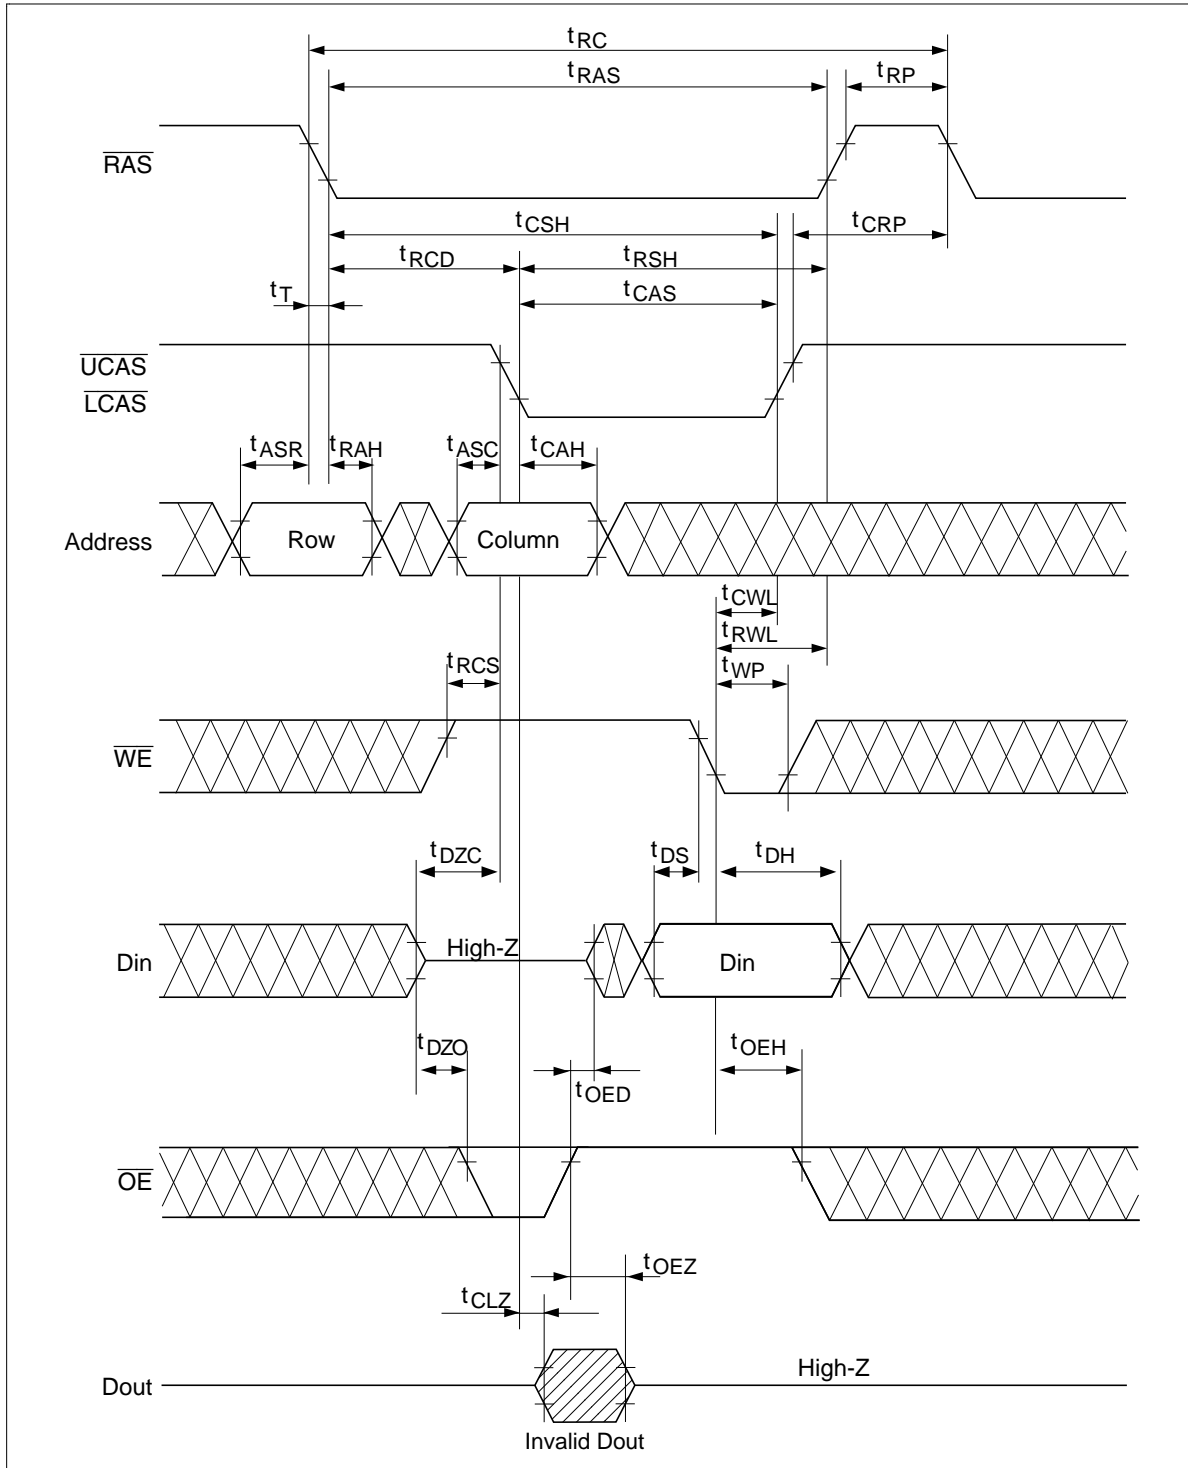 tRC
tRAS
tRP
RAS
tCSH
tCRP
tRCD
tRSH
tT
tCAS
UCAS
LCAS
tASR
tRAH
tASC
tCAH
Address
Row
Column
tCWL
tRWL
tRCS
tWP
WE
tDZC
tDS
tDH
Din
High-Z
Din
tDZO
tOED
tOEH
OE
tOEZ
tCLZ
Dout
High-Z
Invalid Dout